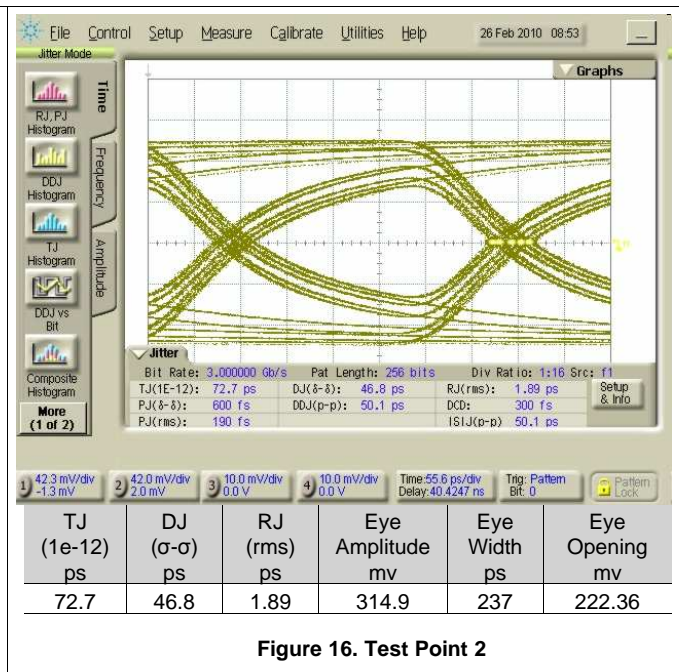 File Control Setup Measure Calibrate Utilities Help 26 Feb 2010 08:53
Jitter Mode
Graphs
Time
Frequency
Amplitude
RJ, PJ
Histogram
DDJ
Histogram
TJ
Histogram
DDJ vs
Bit
Composite
Histogram
More
(1 of 2)
Jitter
Bit Rate: 3.000000 Gb/s Pat Length: 256 bits Div Ratio: 1:16 Src: f1
TJ(1E-12): 72.7 ps DJ(δ-δ): 46.8 ps RJ(rms): 1.89 ps
PJ(δ-δ): 600 fs DDJ(p-p): 50.1 ps DCD: 300 fs
PJ(rms): 190 fs ISIJ(p-p) 50.1 ps
Setup
& Info
1) 42.3 mV/div -1.3 mV
2) 42.0 mV/div 2.0 mV
3) 10.0 mV/div 0.0 V
4) 10.0 mV/div 0.0 V
Time:55.6 ps/div Delay:40.4247 ns
Trig: Pattern Bit: 0
Pattern Lock
TJ DJ RJ Eye Eye Eye
(1e-12) (σ-σ) (rms) Amplitude Width Opening
ps ps ps mv ps mv
72.7 46.8 1.89 314.9 237 222.36
Figure 16. Test Point 2